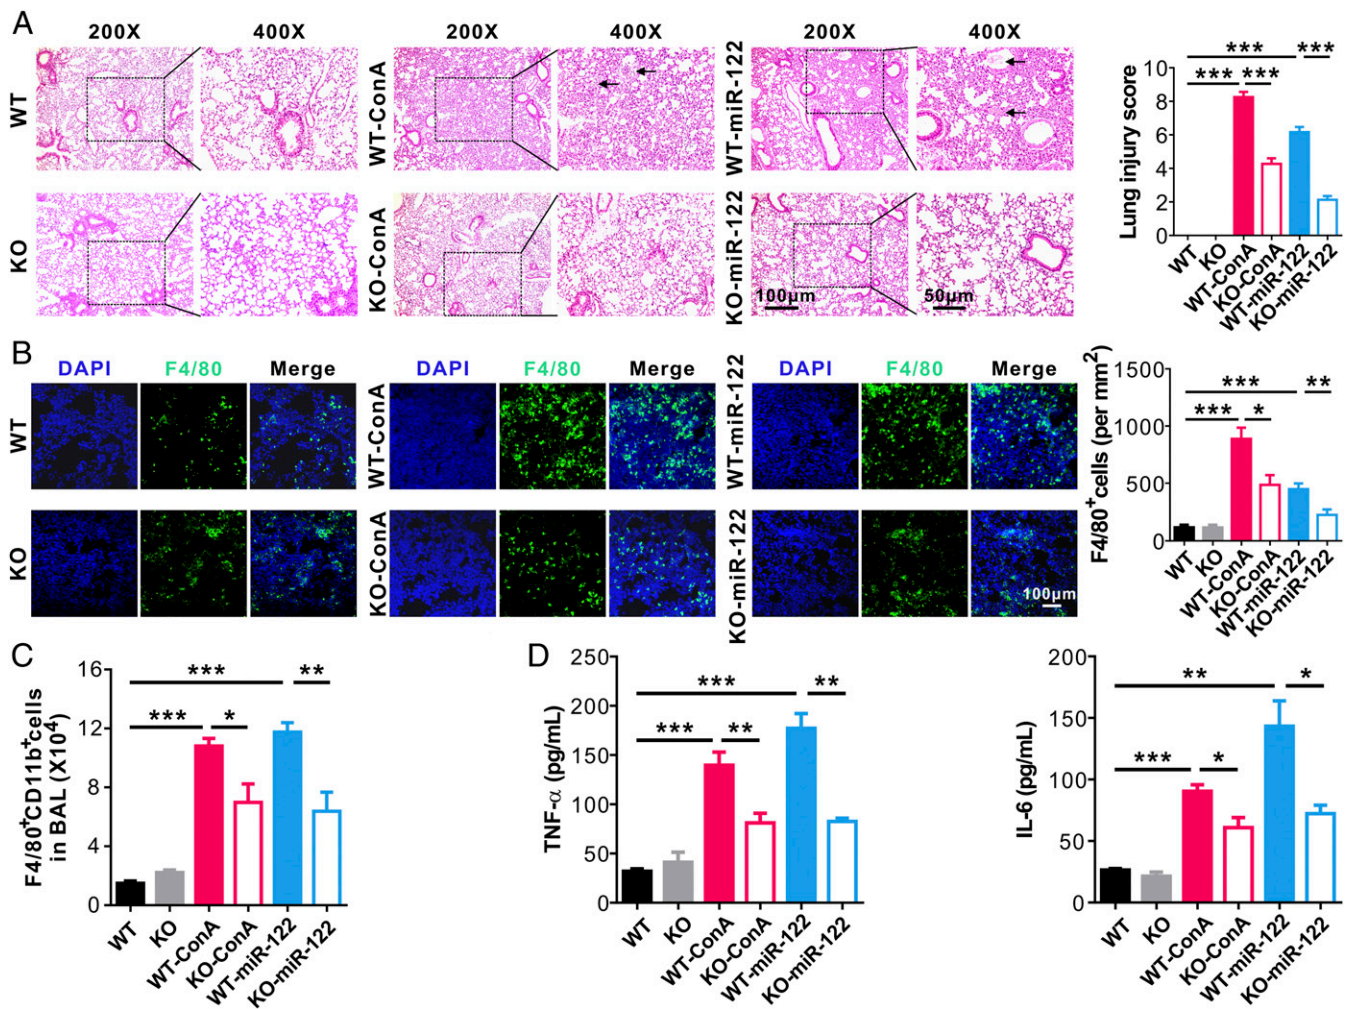 A
200X 400X 200X 400X 200X 400X
WT
WT-ConA
WT-miR-122
KO
KO-ConA
KO-miR-122
100μm
50μm
*** ***
*** ***
Lung injury score
10
8
6
4
2
0
WT KO WT-ConA KO-ConA WT-miR-122 KO-miR-122
B
DAPI F4/80 Merge DAPI F4/80 Merge DAPI F4/80 Merge
WT
WT-ConA
WT-miR-122
KO
KO-ConA
KO-miR-122
100μm
*** **
*** *
F4/80+cells (per mm2)
1500
1000
500
0
WT KO WT-ConA KO-ConA WT-miR-122 KO-miR-122
C
*** **
*** *
F4/80+CD11b+cells
in BAL (X104)
16
12
8
4
0
WT KO WT-ConA KO-ConA WT-miR-122 KO-miR-122
D
*** **
*** **
TNF-α (pg/mL)
250
200
150
100
50
0
WT KO WT-ConA KO-ConA WT-miR-122 KO-miR-122
** *
*** *
IL-6 (pg/mL)
200
150
100
50
0
WT KO WT-ConA KO-ConA WT-miR-122 KO-miR-122